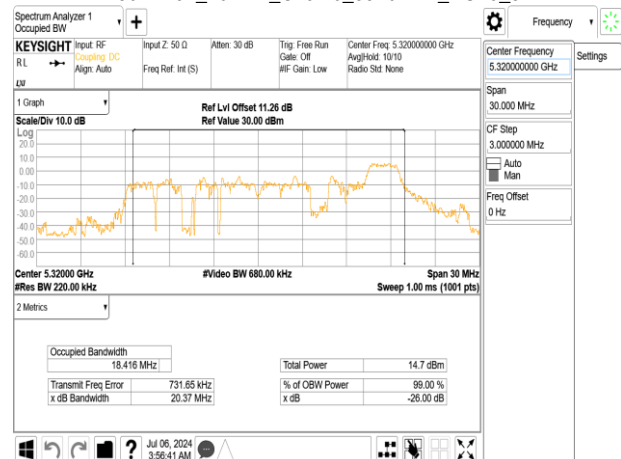 Spectrum Analyzer 1
Occupied BW
Frequency
KEYSIGHT
RL
Input: RF
Coupling: DC
Align: Auto
Input Z: 50 Ω
Freq Ref: Int (S)
Atten: 30 dB
Trig: Free Run
Gate: Off
#IF Gain: Low
Center Freq: 5.320000000 GHz
Avg|Hold: 10/10
Radio Std: None
Center Frequency
5.320000000 GHz
Settings
Span
30.000 MHz
CF Step
3.000000 MHz
Auto
Man
Freq Offset
0 Hz
1 Graph
Scale/Div 10.0 dB
Ref Lvl Offset 11.26 dB
Ref Value 30.00 dBm
Log
20.0
10.0
0.00
-10.0
-20.0
-30.0
-40.0
-50.0
-60.0
Center 5.32000 GHz
#Video BW 680.00 kHz
Span 30 MHz
#Res BW 220.00 kHz
Sweep 1.00 ms (1001 pts)
2 Metrics
Occupied Bandwidth
18.416 MHz
Total Power
14.7 dBm
Transmit Freq Error
731.65 kHz
% of OBW Power
99.00 %
x dB Bandwidth
20.37 MHz
x dB
-26.00 dB
?
Jul 06, 2024
3:56:41 AM